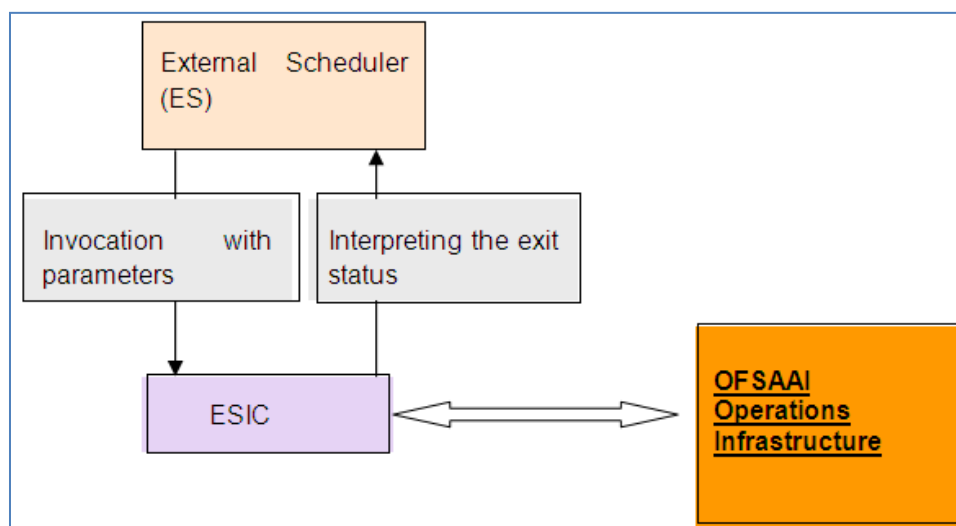 External Scheduler
(ES)
Invocation with
parameters
Interpreting the exit
status
ESIC
OFSAAI
Operations
Infrastructure